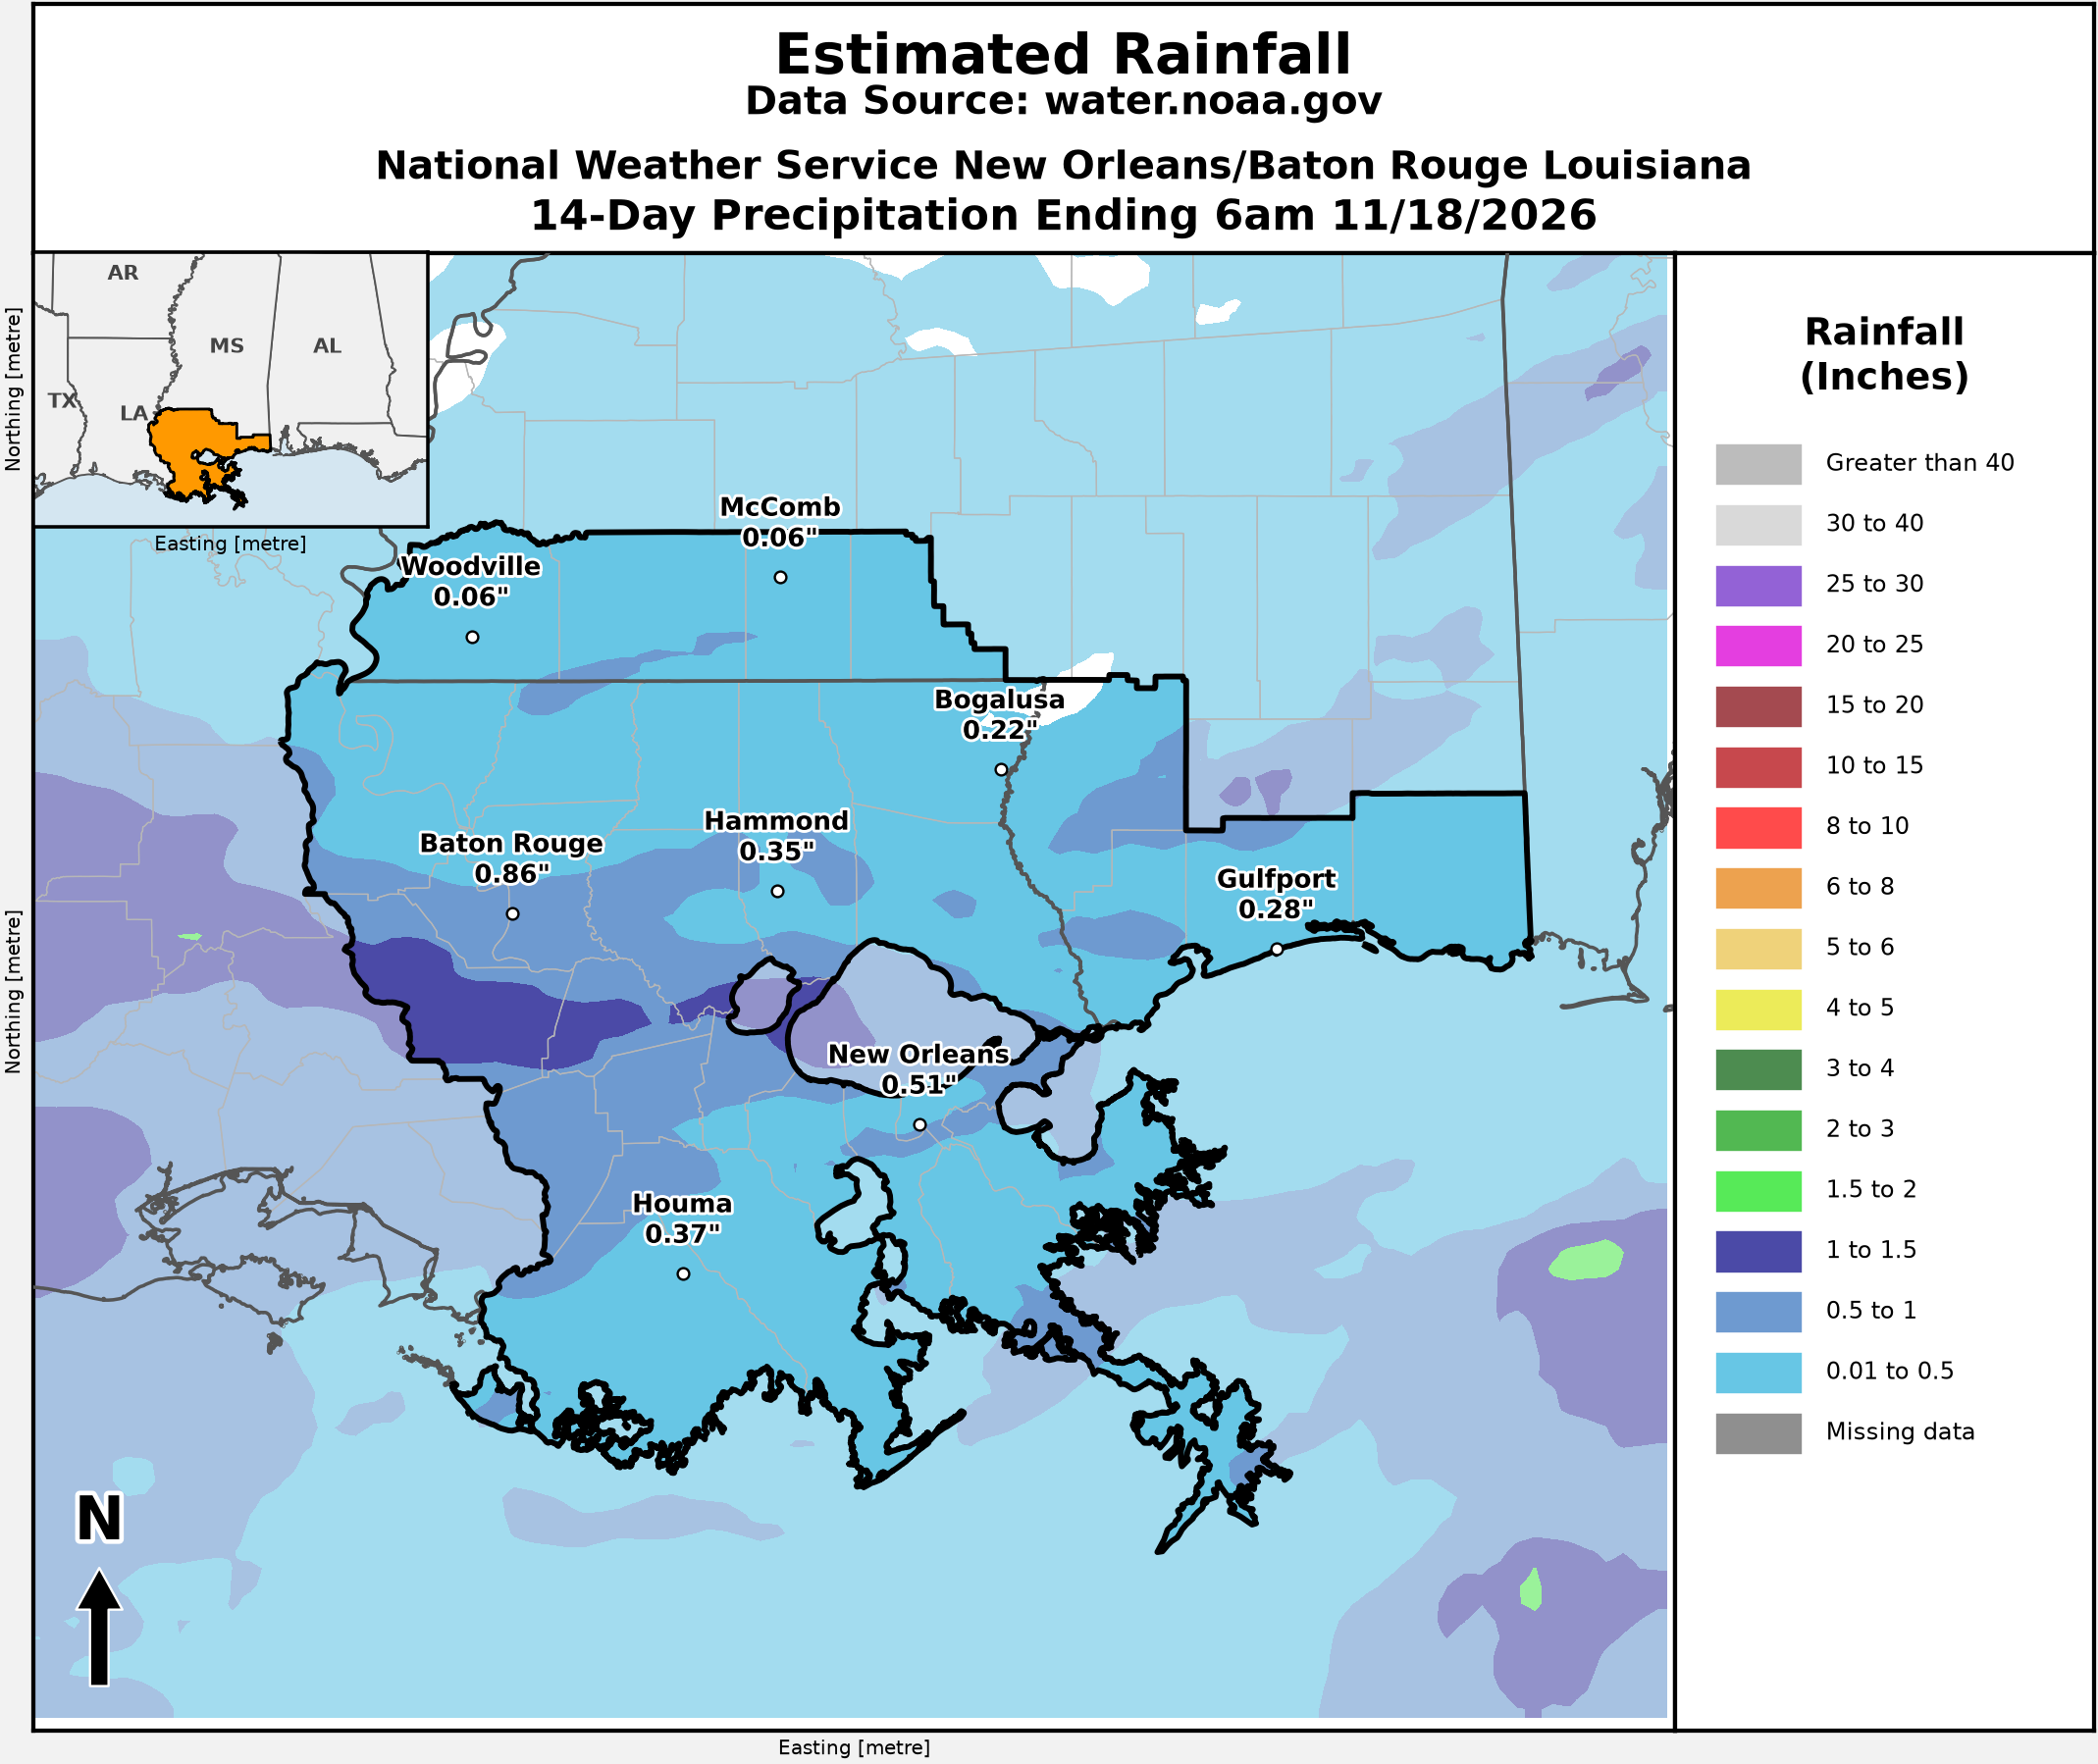 Estimated Rainfall
Data Source: water.noaa.gov
National Weather Service New Orleans/Baton Rouge Louisiana
14-Day Precipitation Ending 6am 11/18/2026
Northing [metre]
AR
MS
AL
TX
LA
Easting [metre]
McComb
0.06"
Woodville
0.06"
Bogalusa
0.22"
Hammond
0.35"
Baton Rouge
0.86"
Gulfport
0.28"
Northing [metre]
New Orleans
0.51"
Houma
0.37"
N
Easting [metre]
Rainfall
(Inches)
Greater than 40
30 to 40
25 to 30
20 to 25
15 to 20
10 to 15
8 to 10
6 to 8
5 to 6
4 to 5
3 to 4
2 to 3
1.5 to 2
1 to 1.5
0.5 to 1
0.01 to 0.5
Missing data